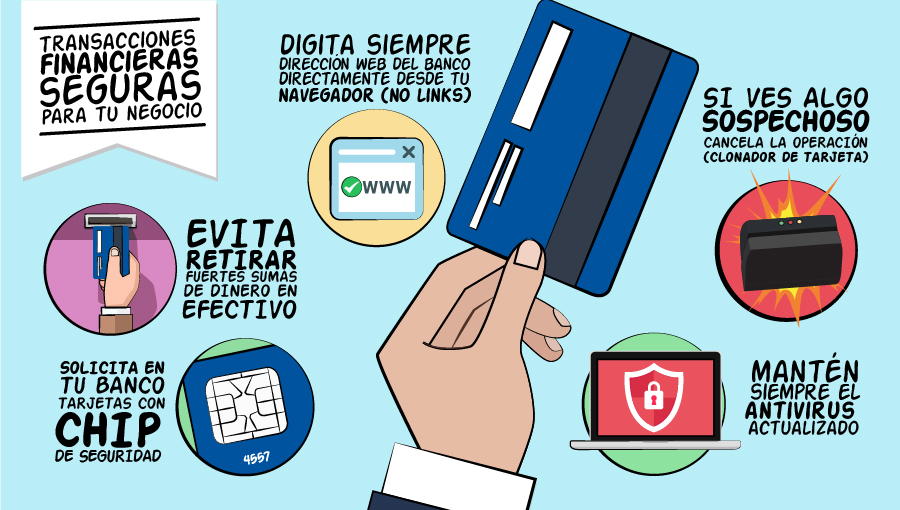 TRANSACCIONES
FINANCIERAS
SEGURAS
PARA TU NEGOCIO
DIGITA SIEMPRE
DIRECCIÓN WEB DEL BANCO
DIRECTAMENTE DESDE TU
NAVEGADOR (NO LINKS)
WWW
SI VES ALGO
SOSPECHOSO
CANCELA LA OPERACIÓN
(CLONADOR DE TARJETA)
EVITA
RETIRAR
FUERTES SUMAS
DE DINERO EN
EFECTIVO
SOLICITA EN
TU BANCO
TARJETAS CON
CHIP
DE SEGURIDAD
4557
MANTÉN
SIEMPRE EL
ANTIVIRUS
ACTUALIZADO